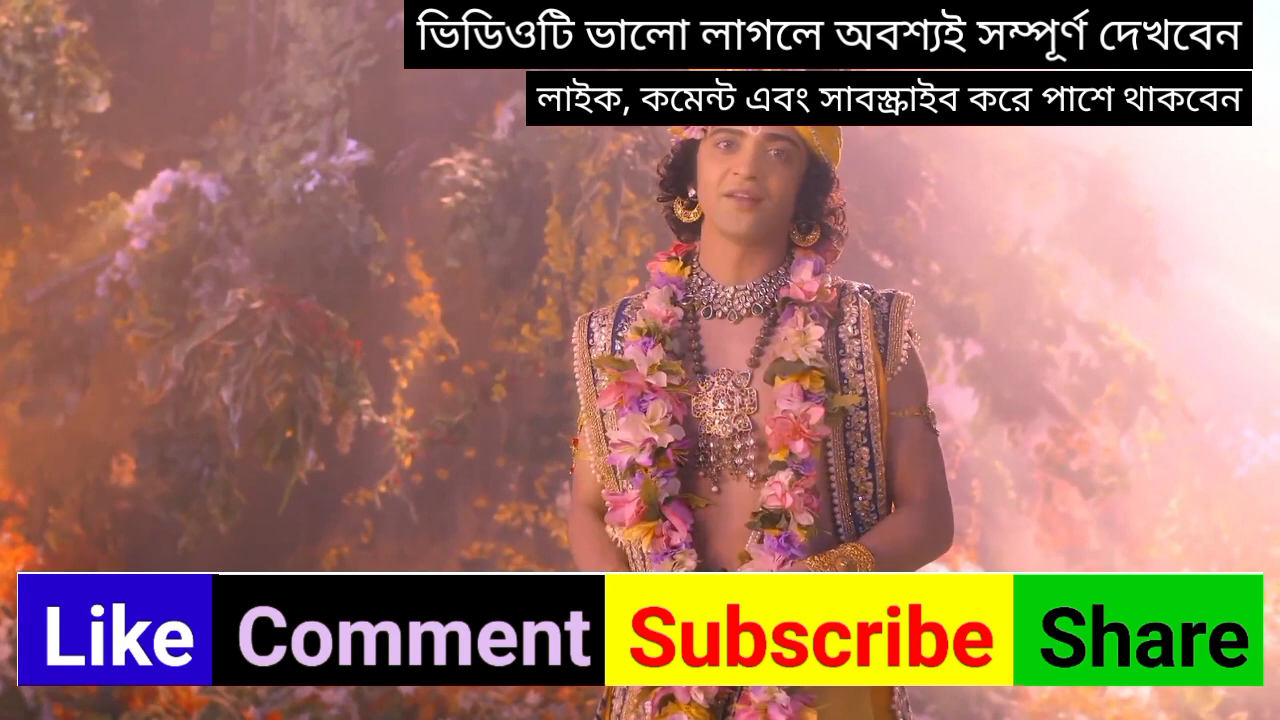 ভিডিওটি ভালো লাগলে অবশ্যই সম্পূর্ণ দেখবেন
লাইক, কমেন্ট এবং সাবস্ক্রাইব করে পাশে থাকবেন
Like Comment Subscribe Share